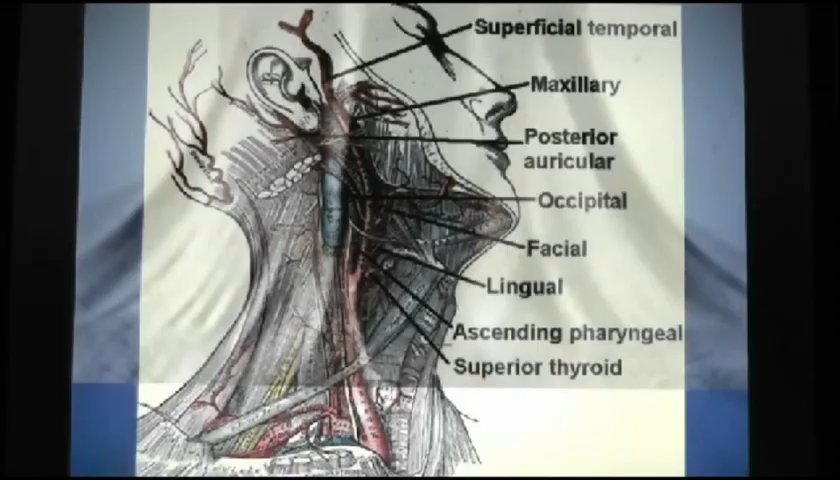 Superficial temporal
Maxillary
Posterior
auricular
Occipital
Facial
Lingual
Ascending pharyngeal
Superior thyroid